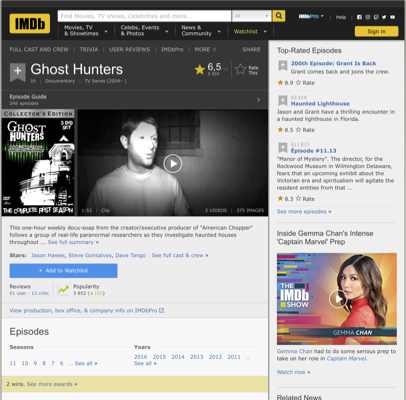 IMDb
Find Movies, TV shows, Celebrities and more...
All
IMDbPro
Help
Movies, TV
& Showtimes
Celebs, Events
& Photos
News &
Community
Watchlist
Sign in
FULL CAST AND CREW | TRIVIA | USER REVIEWS | IMDbPro | MORE
SHARE
Ghost Hunters
1h | Documentary | TV Series (2004– )
6,5
Rate
This
Episode Guide
248 episodes
COLLECTOR'S EDITION
GHOST
HUNTERS
3 DVD
SET
THE COMPLETE FIRST SEASON
1:53 | Clip
2 VIDEOS | 375 IMAGES
This one-hour weekly docu-soap from the creator/executive producer of "American Chopper"
follows a group of real-life paranormal researchers as they investigate haunted houses
throughout ... See full summary »
Stars: Jason Hawes, Steve Gonsalves, Dave Tango | See full cast & crew »
+ Add to Watchlist
Reviews
61 user | 13 critic
Popularity
3 852
View production, box office, & company info on IMDbPro
Episodes
Seasons
11 10 9 8 7 6 ... See all »
Years
2016 2015 2014 2013 2012 2011 ...
See all »
2 wins. See more awards »
Top-Rated Episodes
200th Episode: Grant Is Back
Grant comes back and joins the crew.
8.9 Rate
Haunted Lighthouse
Jason and Grant have a thrilling encounter in
a haunted lighthouse in Florida.
8.5 Rate
S11.E13
Episode #11.13
"Manor of Mystery". The director, for the
Rockwood Museum in Wilmington Delaware,
fears that an upcoming exhibit about the
Victorian era and spiritualism will agitate the
resident entities from that ...
8.3 Rate
See more episodes »
Inside Gemma Chan's Intense
'Captain Marvel' Prep
THE
IMDb
SHOW
GEMMA CHAN
Gemma Chan had to do some serious prep to
take on her role in Captain Marvel.
Watch now »
Related News